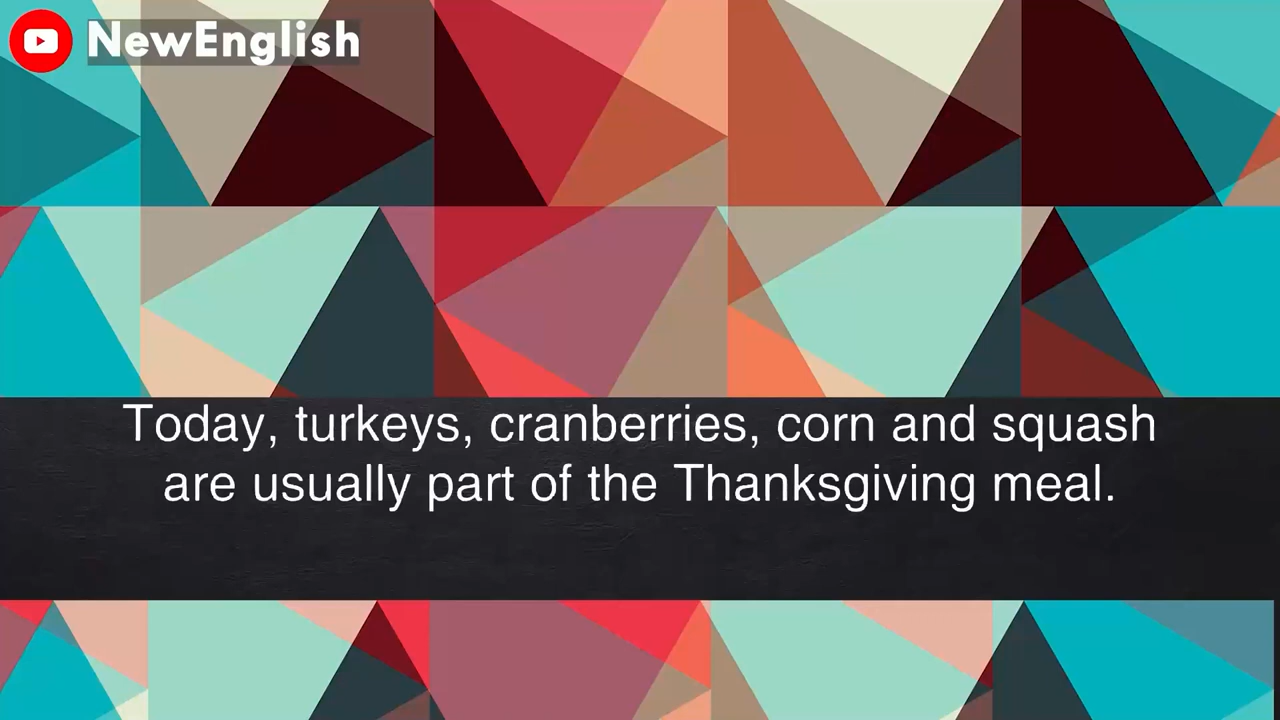 NewEnglish
Today, turkeys, cranberries, corn and squash
are usually part of the Thanksgiving meal.